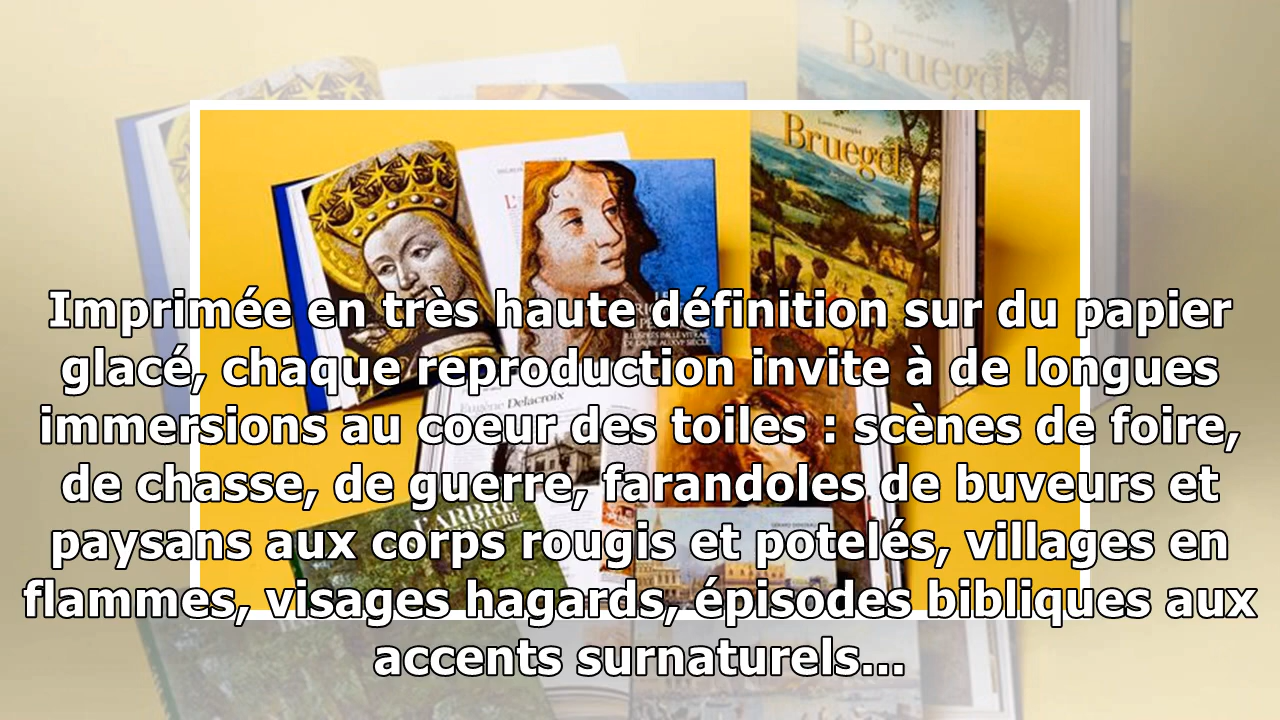 Bruegel
Bruegel
Imprimée en très haute définition sur du papier
glacé, chaque reproduction invite à de longues
immersions au coeur des toiles : scènes de foire,
de chasse, de guerre, farandoles de buveurs et
paysans aux corps rougis et potelés, villages en
flammes, visages hagards, épisodes bibliques aux
accents surnaturels...
Eugène Delacroix
L'ARBRE